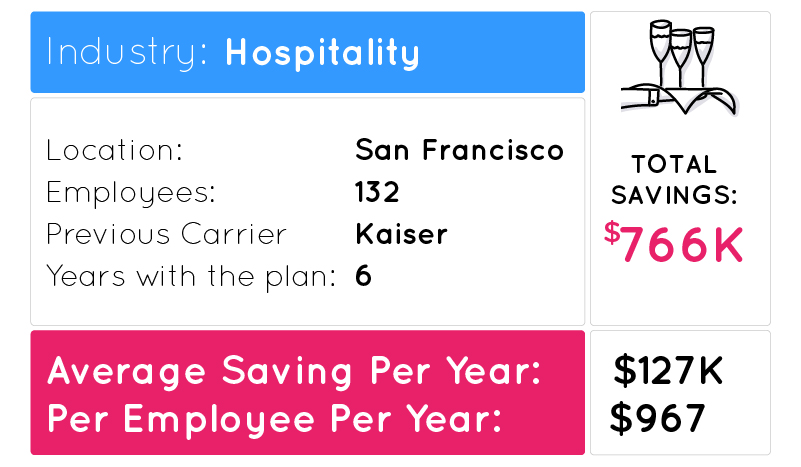 Industry: Hospitality
Location: San Francisco
Employees: 132
Previous Carrier Kaiser
Years with the plan: 6
TOTAL
SAVINGS:
$766K
Average Saving Per Year: $127K
Per Employee Per Year: $967